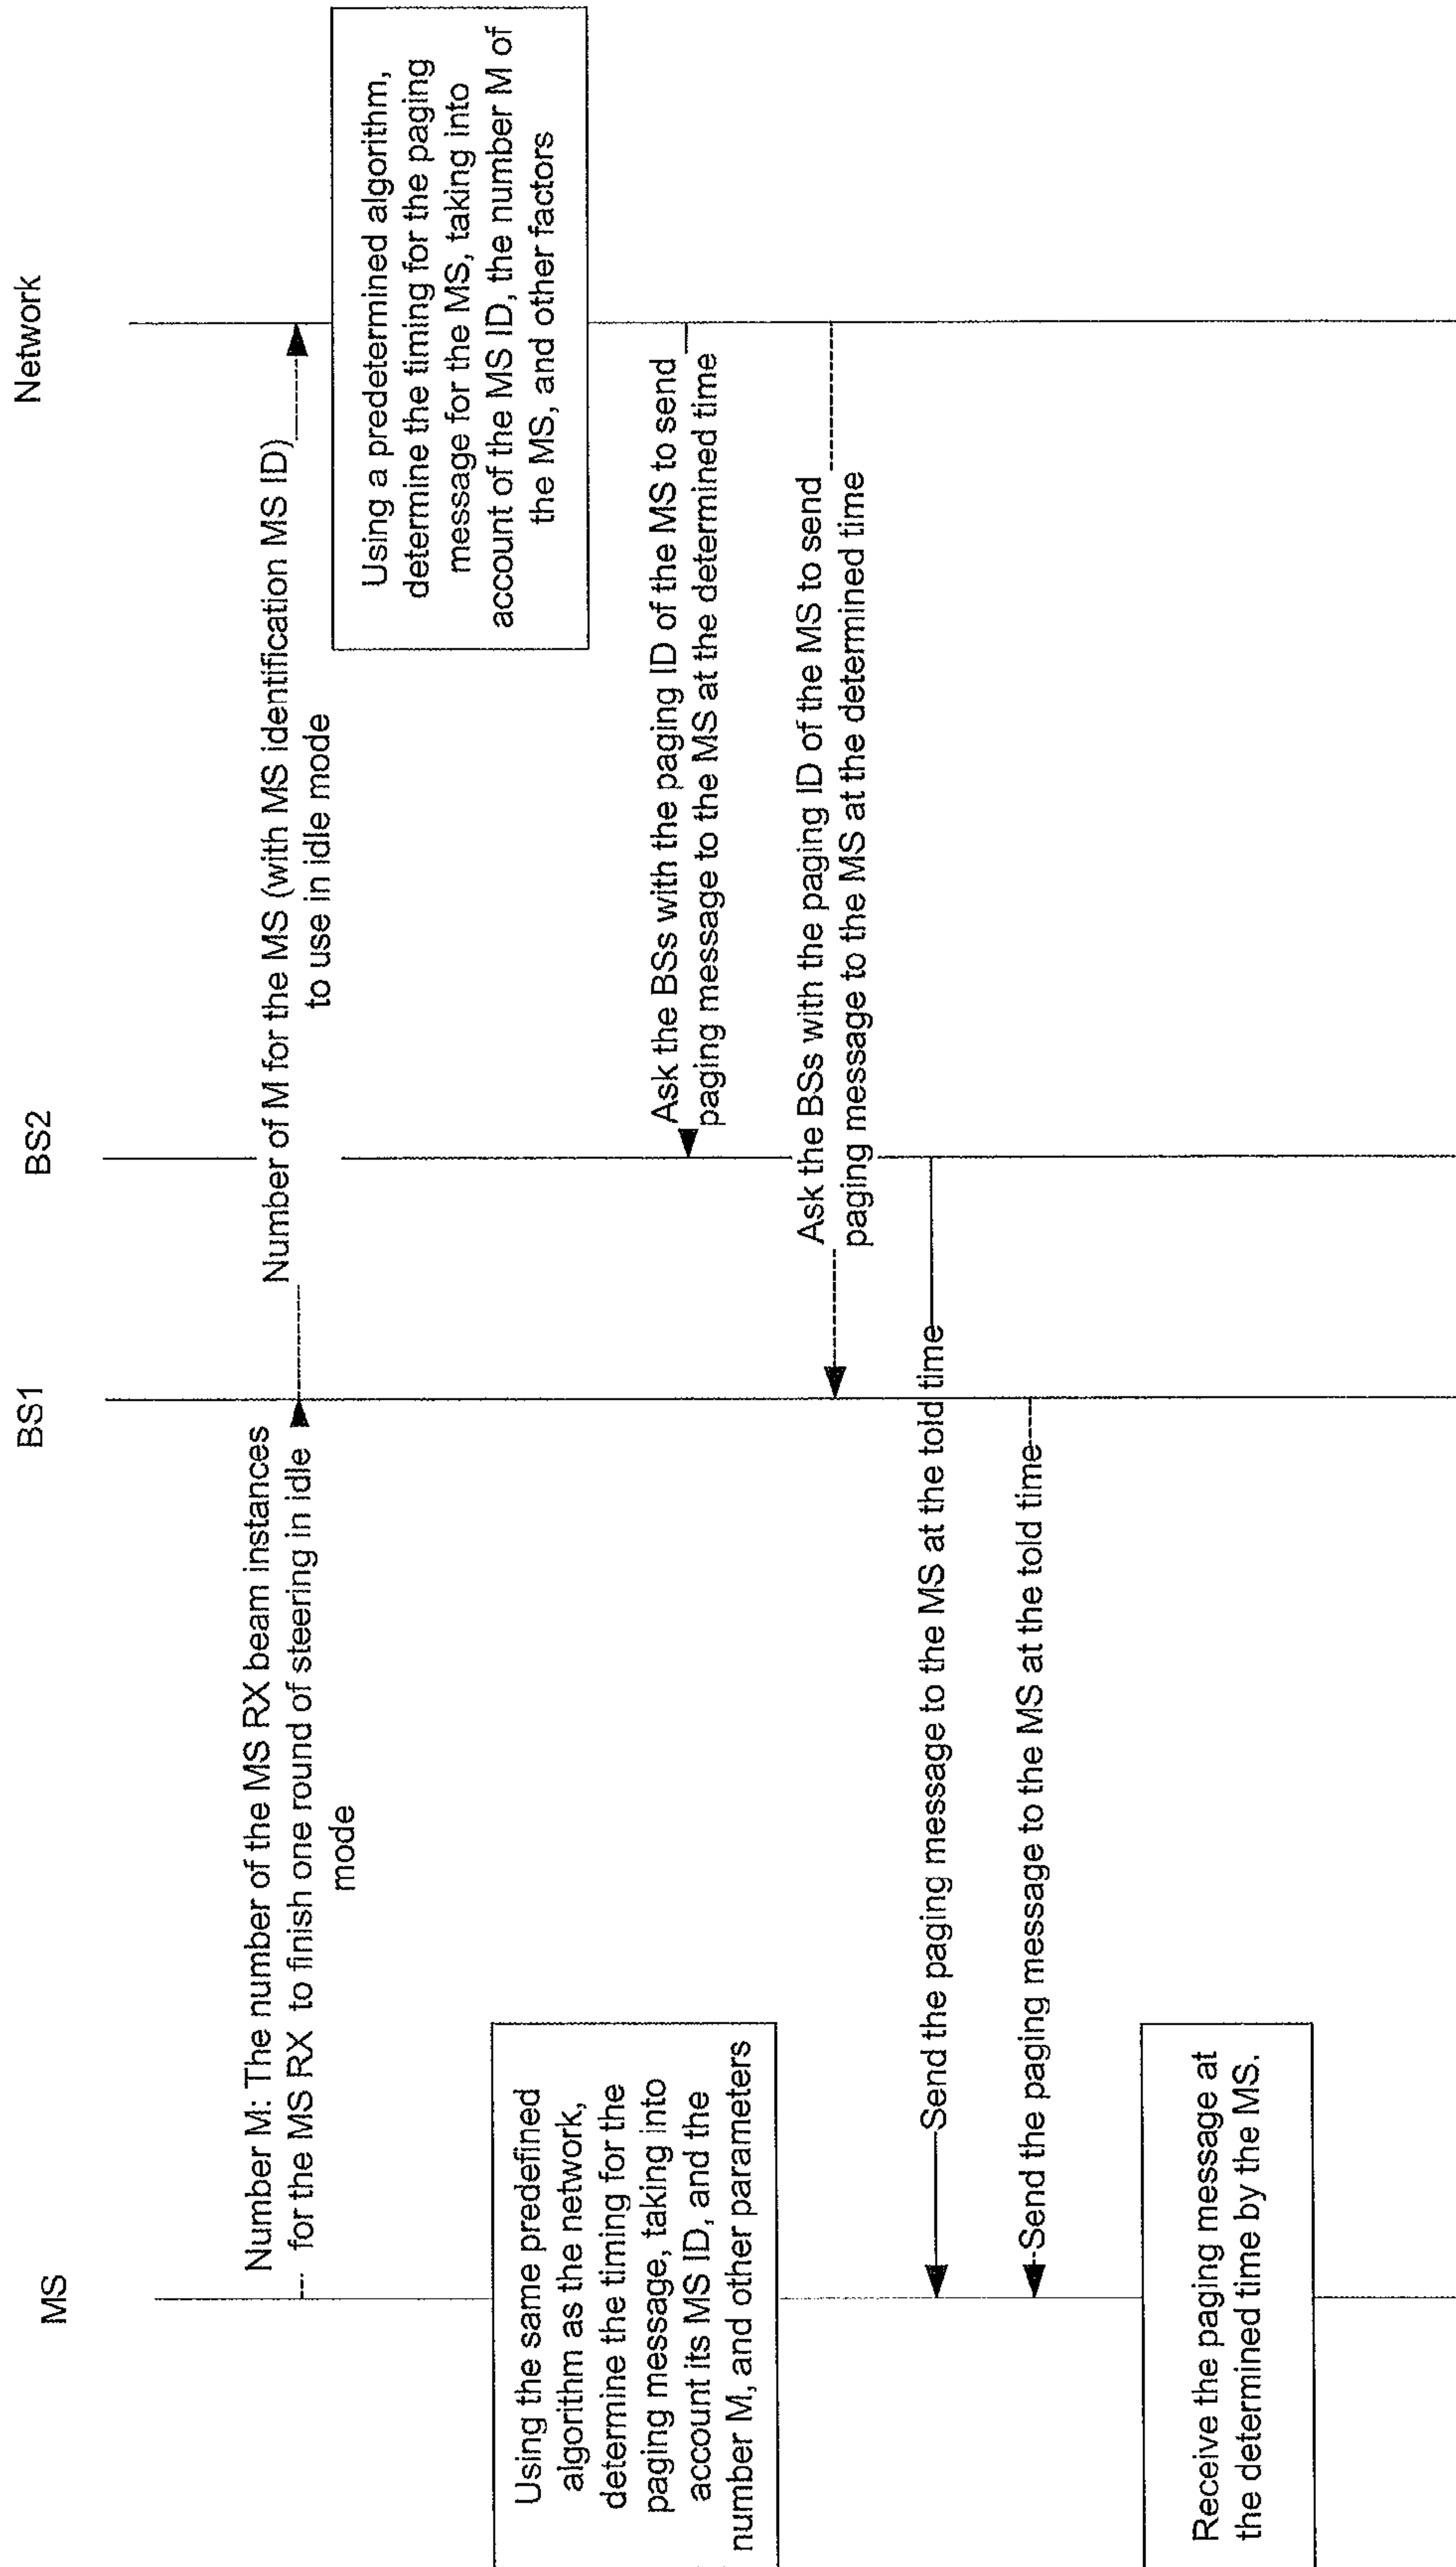 MS
BS1
BS2
Network
Number M: The number of the MS RX beam instances
for the MS RX to finish one round of steering in idle
mode
Number of M for the MS (with MS identification MS ID)
to use in idle mode
Using a predetermined algorithm,
determine the timing for the paging
message for the MS, taking into
account of the MS ID, the number M of
the MS, and other factors
Using the same predefined
algorithm as the network,
determine the timing for the
paging message, taking into
account its MS ID, and the
number M, and other parameters
Ask the BSs with the paging ID of the MS to send
paging message to the MS at the determined time
Ask the BSs with the paging ID of the MS to send
paging message to the MS at the determined time
Send the paging message to the MS at the told time
Send the paging message to the MS at the told time
Receive the paging message at
the determined time by the MS.